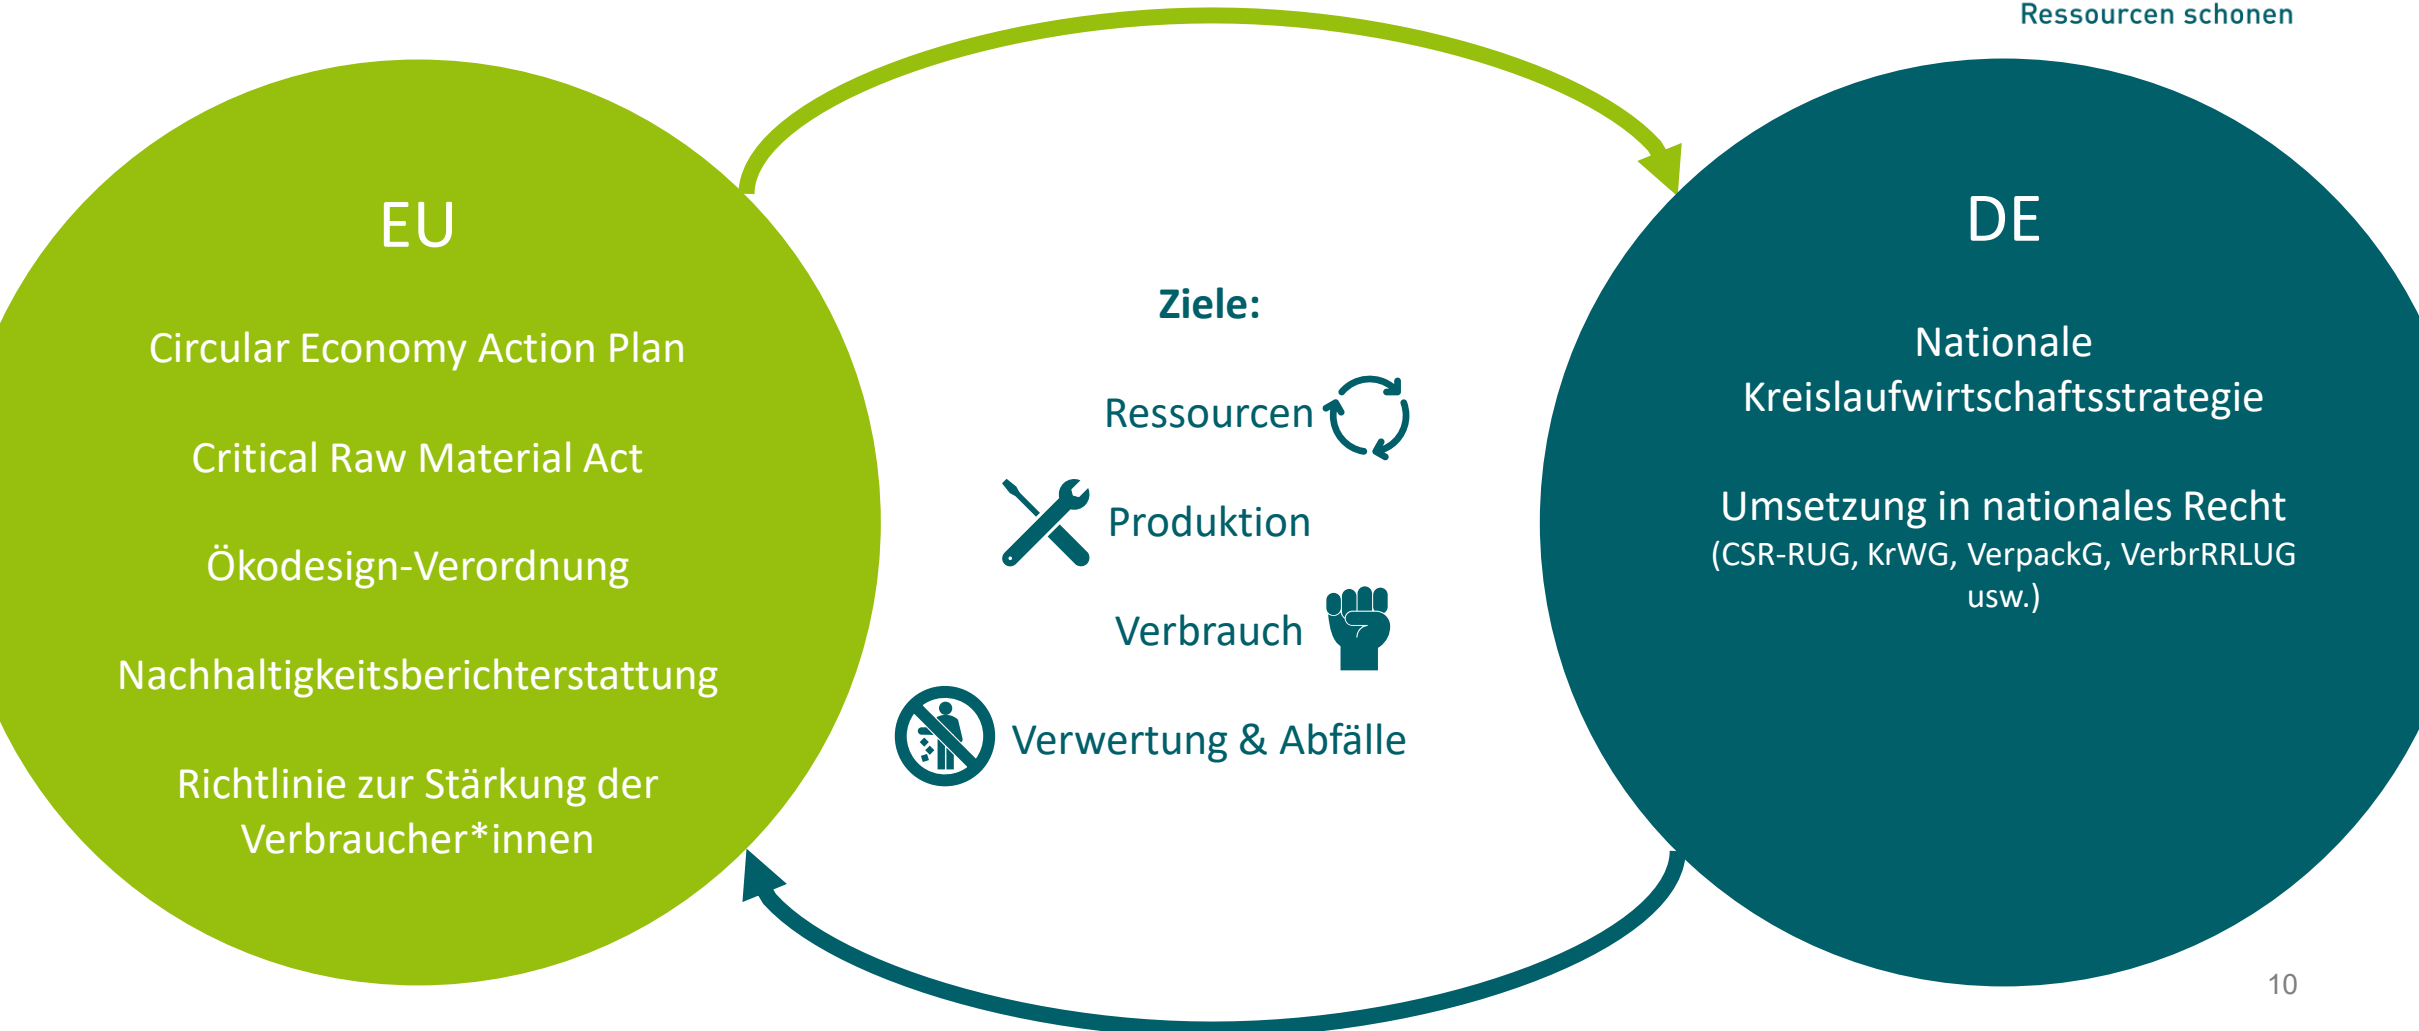 Ressourcen schonen
EU
Circular Economy Action Plan
Critical Raw Material Act
Ökodesign-Verordnung
Nachhaltigkeitsberichterstattung
Richtlinie zur Stärkung der
Verbraucher*innen
Ziele:
Ressourcen
Produktion
Verbrauch
Verwertung & Abfälle
DE
Nationale
Kreislaufwirtschaftsstrategie
Umsetzung in nationales Recht
(CSR-RUG, KrWG, VerpackG, VerbrRRLUG
usw.)
10